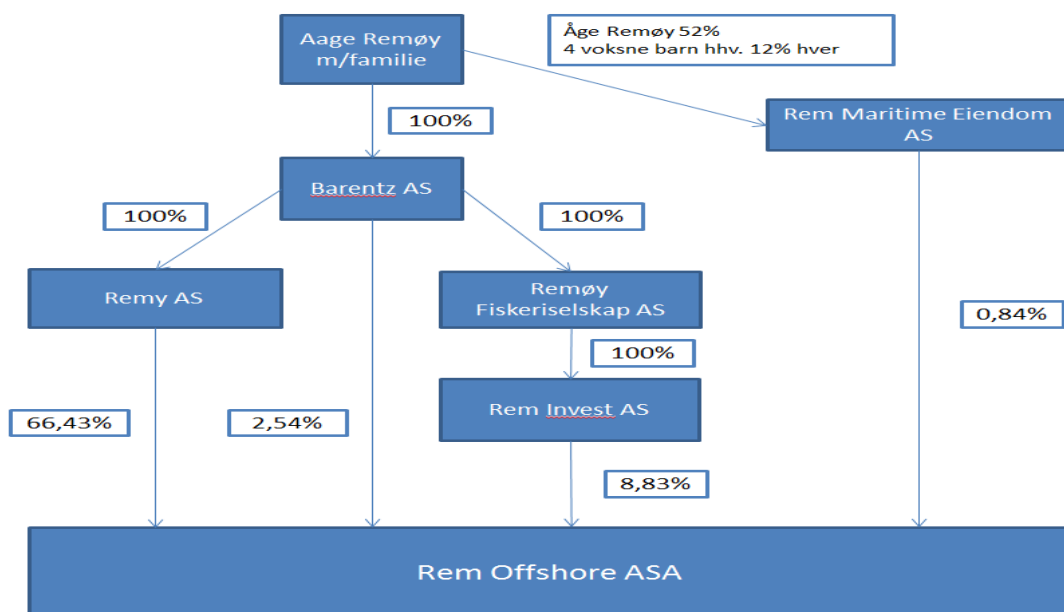 Aage Remøy
m/familie
Åge Remøy 52%
4 voksne barn hhv. 12% hver
100%
Rem Maritime Eiendom
AS
Barentz AS
100%
100%
Remy AS
Remøy
Fiskeriselskap AS
0,84%
100%
Rem Invest AS
66,43%
2,54%
8,83%
Rem Offshore ASA